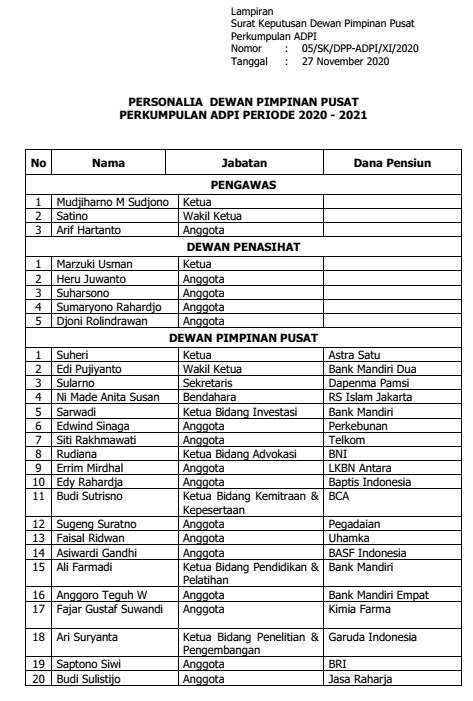 Lampiran
Surat Keputusan Dewan Pimpinan Pusat
Perkumpulan ADPI
Nomor : 05/SK/DPP-ADPI/XI/2020
Tanggal : 27 November 2020
PERSONALIA DEWAN PIMPINAN PUSAT
PERKUMPULAN ADPI PERIODE 2020 - 2021
No Nama Jabatan Dana Pensiun
PENGAWAS
1 Mudjiharno M Sudjono Ketua
2 Satino Wakil Ketua
3 Arif Hartanto Anggota
DEWAN PENASIHAT
1 Marzuki Usman Ketua
2 Heru Juwanto Anggota
3 Suharsono Anggota
4 Sumaryono Rahardjo Anggota
5 Djoni Rolindrawan Anggota
DEWAN PIMPINAN PUSAT
1 Suheri Ketua Astra Satu
2 Edi Pujiyanto Wakil Ketua Bank Mandiri Dua
3 Sularno Sekretaris Dapenma Pamsi
4 Ni Made Anita Susan Bendahara RS Islam Jakarta
5 Sarwadi Ketua Bidang Investasi Bank Mandiri
6 Edwind Sinaga Anggota Perkebunan
7 Siti Rakhmawati Anggota Telkom
8 Rudiana Ketua Bidang Advokasi BNI
9 Errim Mirdhal Anggota LKBN Antara
10 Edy Rahardja Anggota Baptis Indonesia
11 Budi Sutrisno Ketua Bidang Kemitraan & BCA
Kepesertaan
12 Sugeng Suratno Anggota Pegadaian
13 Faisal Ridwan Anggota Uhamka
14 Asiwardi Gandhi Anggota BASF Indonesia
15 Ali Farmadi Ketua Bidang Pendidikan & Bank Mandiri
Pelatihan
16 Anggoro Teguh W Anggota Bank Mandiri Empat
17 Fajar Gustaf Suwandi Anggota Kimia Farma
18 Ari Suryanta Ketua Bidang Penelitian & Garuda Indonesia
Pengembangan
19 Saptono Siwi Anggota BRI
20 Budi Sulistijo Anggota Jasa Raharja